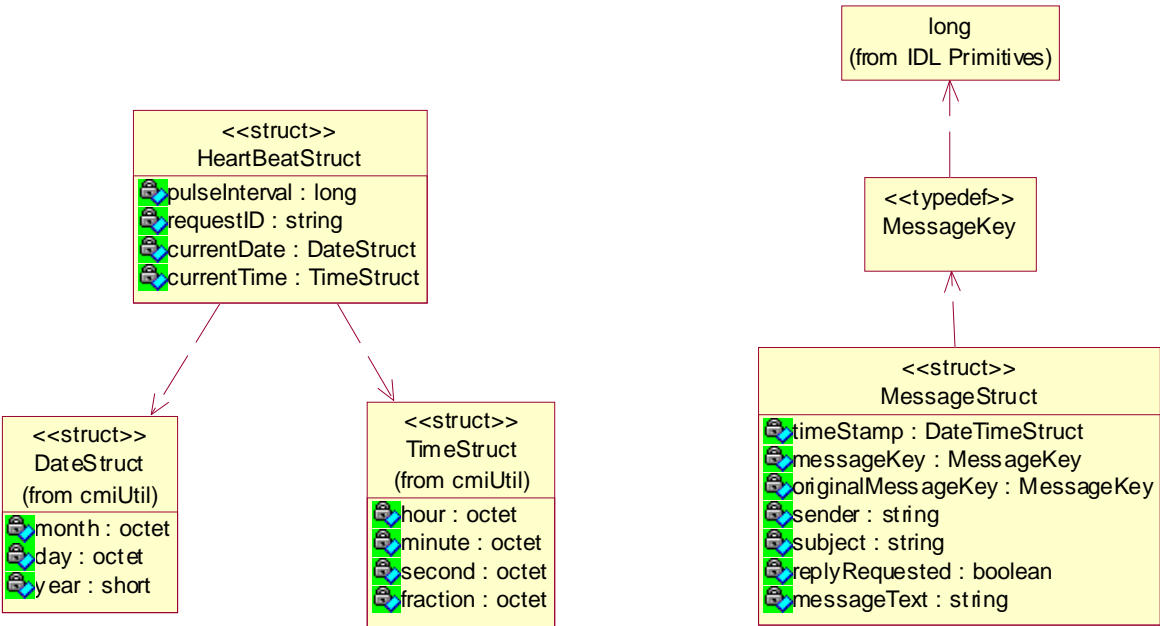 long
(from IDL Primitives)
<<struct>>
HeartBeatStruct
pulseInterval : long
requestID : string
currentDate : DateStruct
currentTime : TimeStruct
<<typedef>>
MessageKey
<<struct>>
DateStruct
(from cmiUtil)
month : octet
day : octet
year : short
<<struct>>
TimeStruct
(from cmiUtil)
hour : octet
minute : octet
second : octet
fraction : octet
<<struct>>
MessageStruct
timeStamp : DateTimeStruct
messageKey : MessageKey
originalMessageKey : MessageKey
sender : string
subject : string
replyRequested : boolean
messageText : string